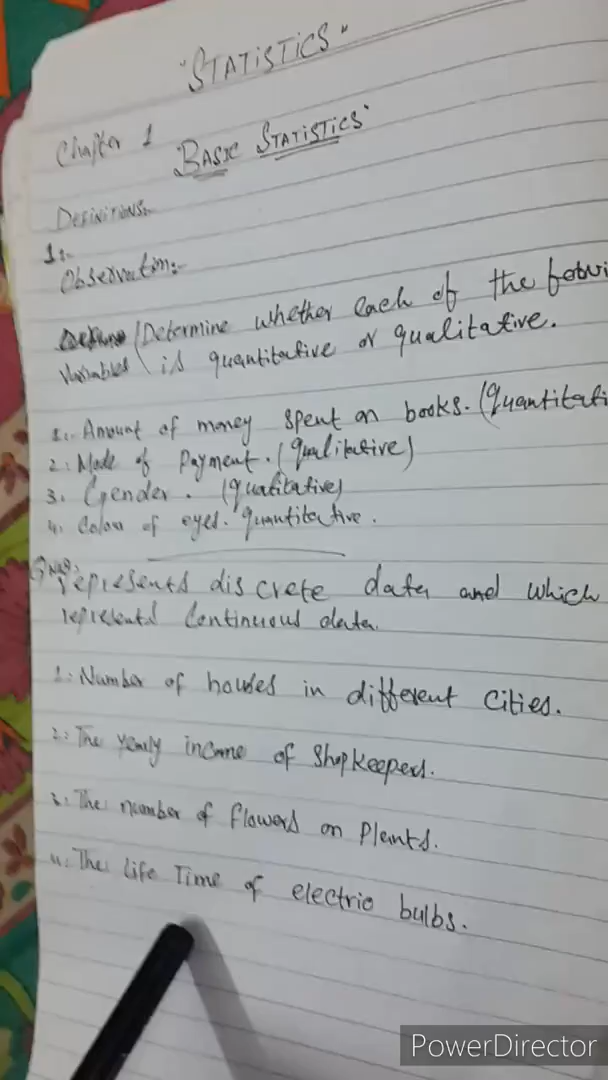 "STATISTICS"
Chapter 1
"BASIC STATISTICS"
DEFINITIONS:-
1:-
Observation:-
Determine whether each of the
Variables is quantitative or qualitative.
1:. Amount of money spent on books. (Quantitati
2: Mode of Payment. (qualitative)
3. Gender. (qualitative)
4. Colour of eyes. quantitative.
represents discrete data and which
represents Continuous data.
1: Number of houses in different Cities.
2: The yearly income of Shopkeepers.
3: The number of flowers on Plants.
4. The life Time of electric bulbs.
PowerDirector